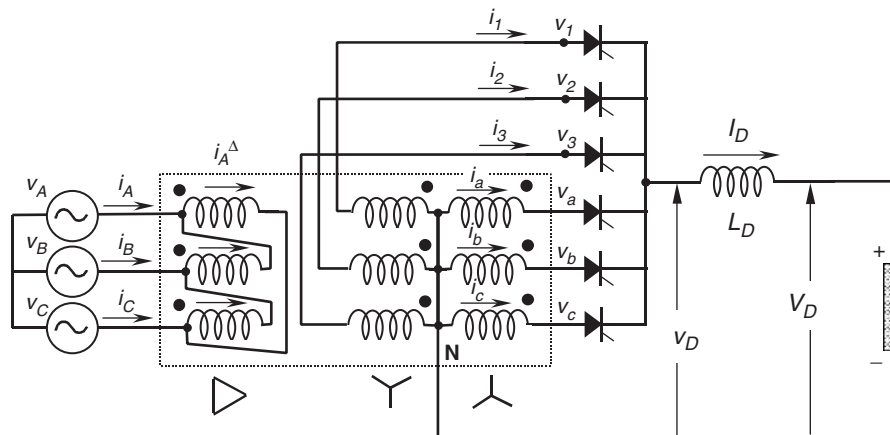 i_1 v_1
i_2 v_2
i_3 v_3
i_A^Δ
I_D
v_A i_A i_a v_a
L_D
v_B i_B i_b v_b
v_C i_C i_c v_c
+
N
v_D V_D
–